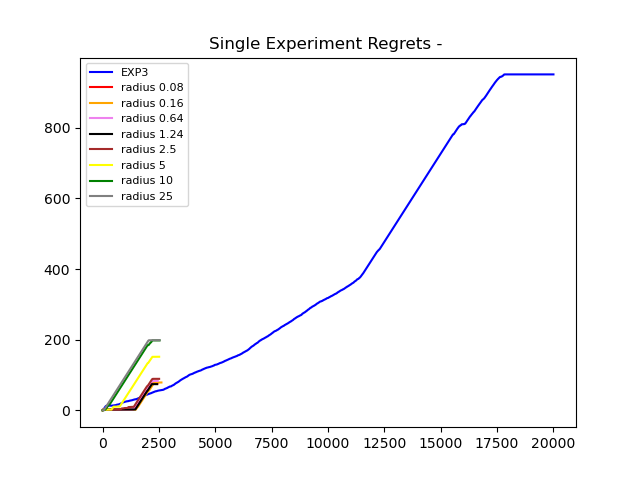 Single Experiment Regrets -
EXP3
radius 0.08
radius 0.16
radius 0.64
radius 1.24
radius 2.5
radius 5
radius 10
radius 25
800
600
400
200
0
0 2500 5000 7500 10000 12500 15000 17500 20000